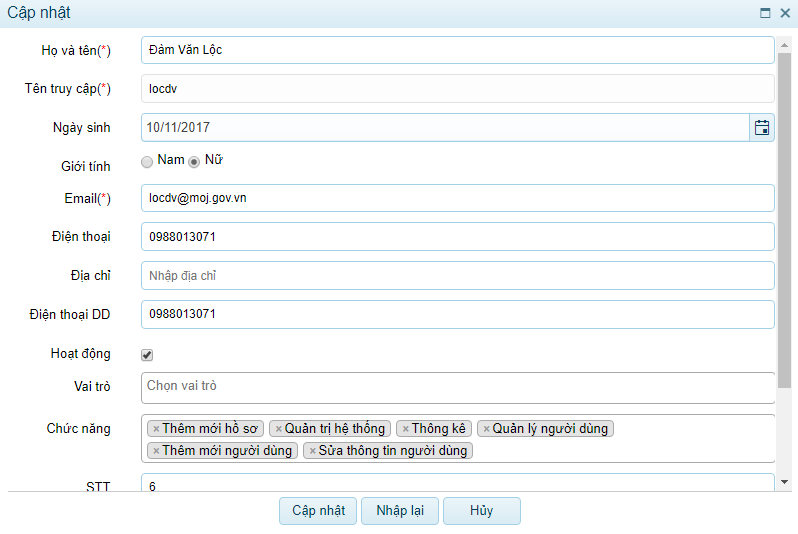 Cập nhật
Họ và tên(*) Đàm Văn Lộc
Tên truy cập(*) locdv
Ngày sinh 10/11/2017
Giới tính Nam Nữ
Email(*) locdv@moj.gov.vn
Điện thoại 0988013071
Địa chỉ Nhập địa chỉ
Điện thoại DD 0988013071
Hoạt động
Vai trò Chọn vai trò
Chức năng ×Thêm mới hồ sơ ×Quản trị hệ thống ×Thông kê ×Quản lý người dùng
×Thêm mới người dùng ×Sửa thông tin người dùng
STT 6
Cập nhật Nhập lại Hủy